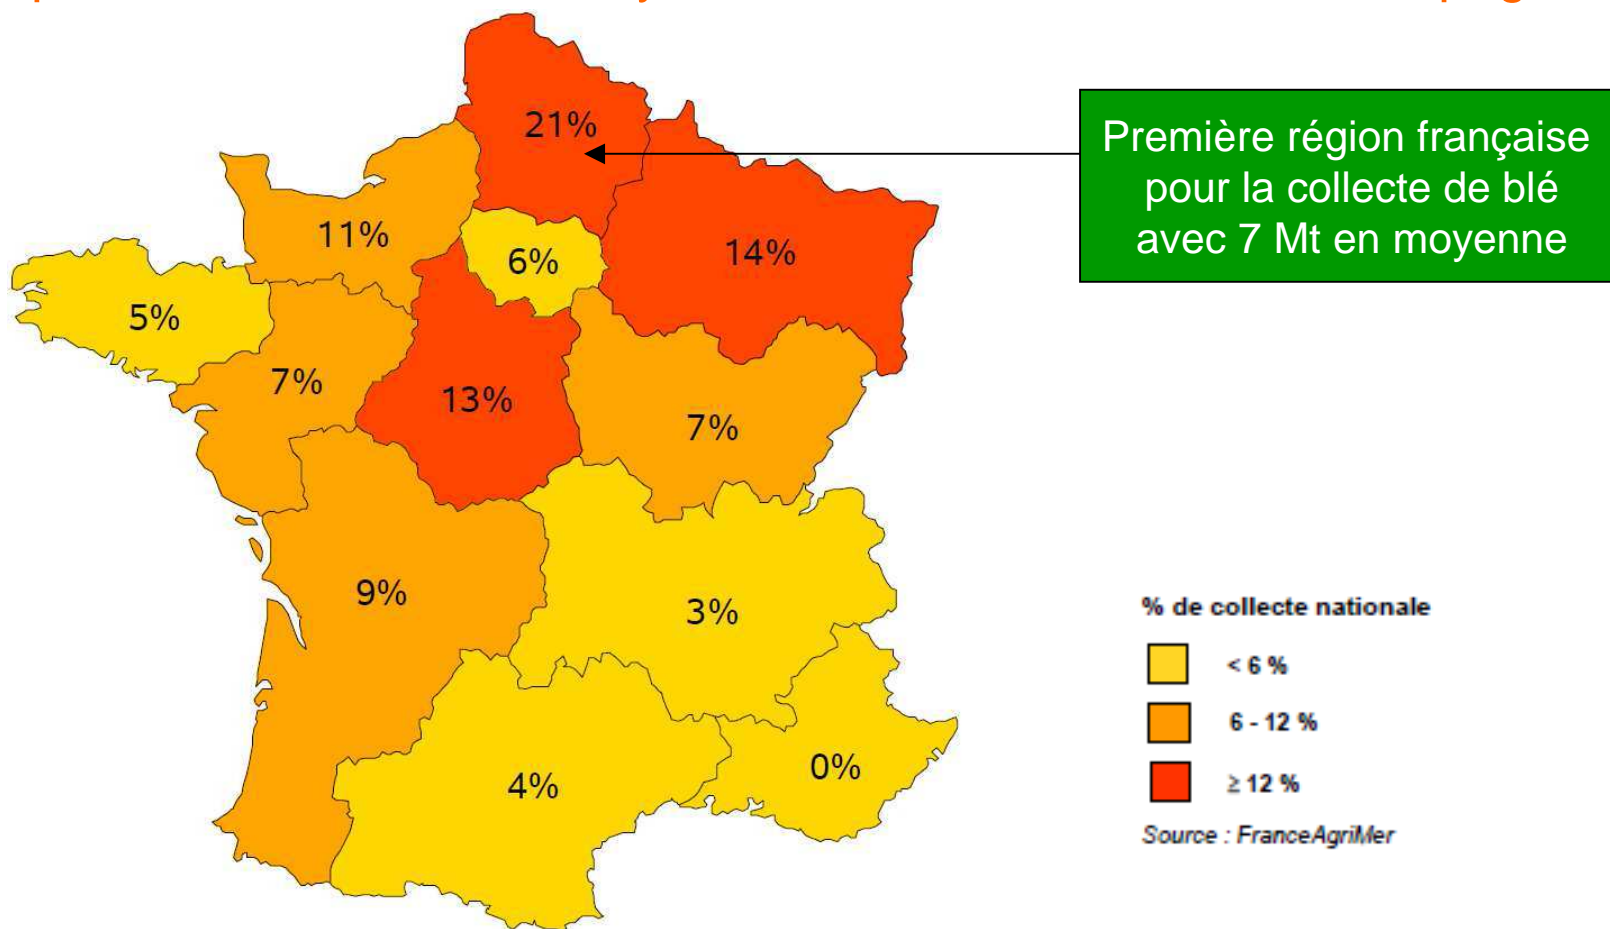 21%
Première région française
pour la collecte de blé
avec 7 Mt en moyenne
11%
6%
14%
5%
7%
13%
7%
9%
3%
% de collecte nationale
< 6 %
6 - 12 %
≥ 12 %
0%
4%
Source : FranceAgriMer